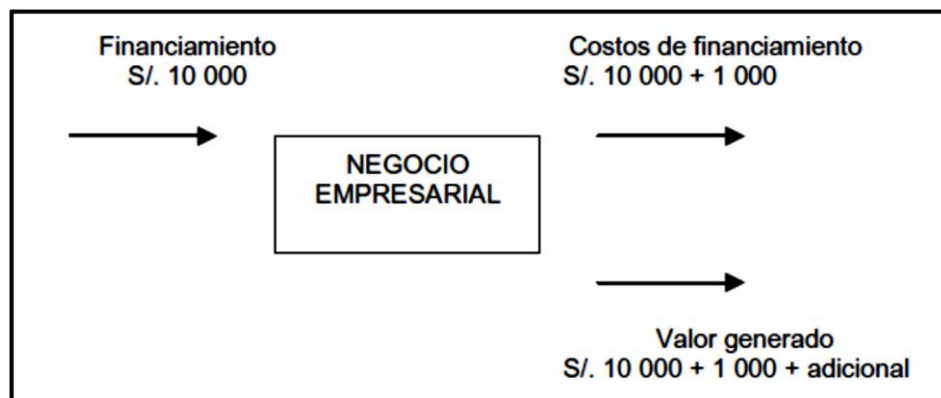 Financiamiento
S/. 10 000
Costos de financiamiento
S/. 10 000 + 1 000
NEGOCIO
EMPRESARIAL
Valor generado
S/. 10 000 + 1 000 + adicional